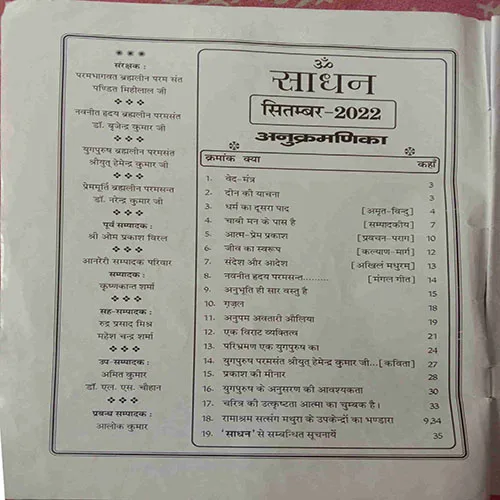 संरक्षक :
परमभागवत ब्रह्मलीन परम संत
पण्डित मिहीलाल जी
नवनीत हृदय ब्रह्मलीन परमसंत
डॉ. बृजेन्द्र कुमार जी
युगपुरुष ब्रह्मलीन परमसंत
श्रीयुत् हेमेन्द्र कुमार जी
प्रेममूर्ति ब्रह्मलीन परमसन्त
डॉ. नरेन्द्र कुमार जी
पूर्व सम्पादक :
श्री ओम प्रकाश विरल
आनरेरी सम्पादक परिवार
सम्पादक :
कृष्णकान्त शर्मा
सह-सम्पादक :
रुद्र प्रसाद मिश्र
महेश चन्द्र शर्मा
उप-सम्पादक :
अमित कुमार
डॉ. एल. एस. चौहान
प्रबन्ध सम्पादक :
आलोक कुमार
ॐ
साधन
सितम्बर-2022
अनुक्रमणिका
क्रमांक क्या कहाँ
1. वेद-मंत्र 3
2. दीन की याचना 3
3. धर्म का दूसरा पाद [अमृत-बिन्दु] 4
4. चाबी मन के पास है [सम्पादकीय] 7
5. आत्म-प्रेम प्रकाश [प्रवचन-पराग] 10
6. जीव का स्वरूप [कल्याण-मार्ग] 12
7. संदेश और आदेश [अखिलं मधुरम्] 13
8. नवनीत हृदय परमसन्त......... [मंगल गीत] 14
9. अनुभूति ही सार वस्तु है 15
10. ग़ज़ल 18
11. अनुपम अवतारी औलिया 19
12. एक विराट व्यक्तित्व 21
13. परिभ्रमण एक युगपुरुष का 24
14. युगपुरुष परमसंत श्रीयुत् हेमेन्द्र कुमार जी...[कविता] 27
15. प्रकाश की मीनार 28
16. युगपुरुष के अनुसरण की आवश्यकता 30
17. चरित्र की उत्कृष्टता आत्मा का चुम्बक है। 33
18. रामाश्रम सत्संग मथुरा के उपकेन्द्रों का भण्डारा 9,34
19. 'साधन' से सम्बन्धित सूचनायें 35